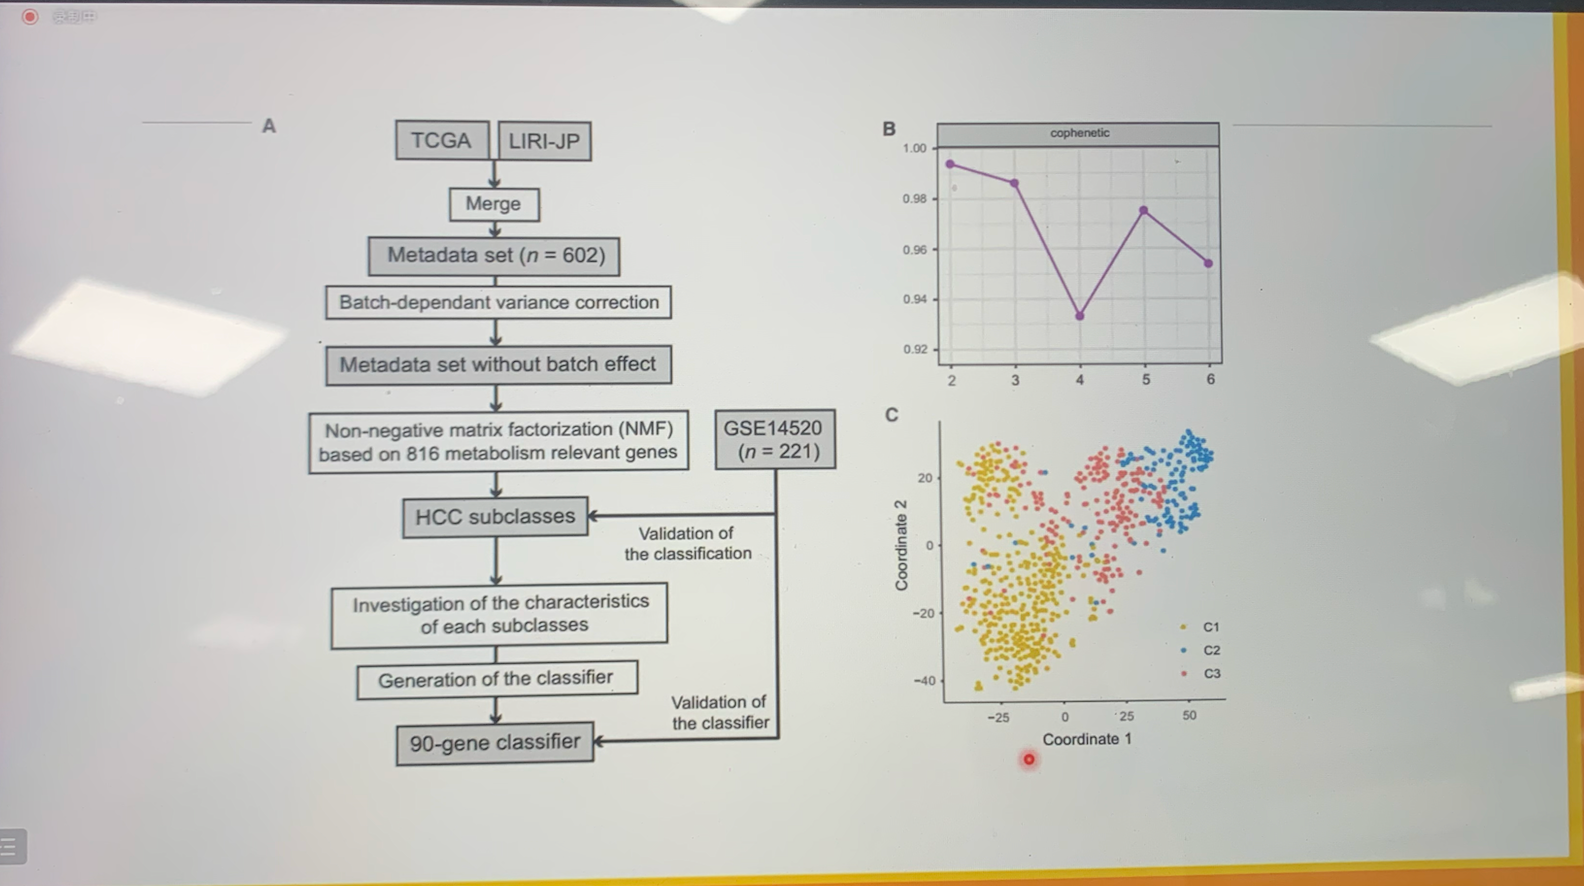 录制中
A
TCGA
LIRI-JP
Merge
Metadata set (n = 602)
Batch-dependant variance correction
Metadata set without batch effect
Non-negative matrix factorization (NMF)
based on 816 metabolism relevant genes
GSE14520
(n = 221)
HCC subclasses
Validation of
the classification
Investigation of the characteristics
of each subclasses
Generation of the classifier
Validation of
the classifier
90-gene classifier
B
cophenetic
1.00
0.98
0.96
0.94
0.92
2 3 4 5 6
C
Coordinate 2
20
0
−20
−40
C1
C2
C3
−25 0 25 50
Coordinate 1